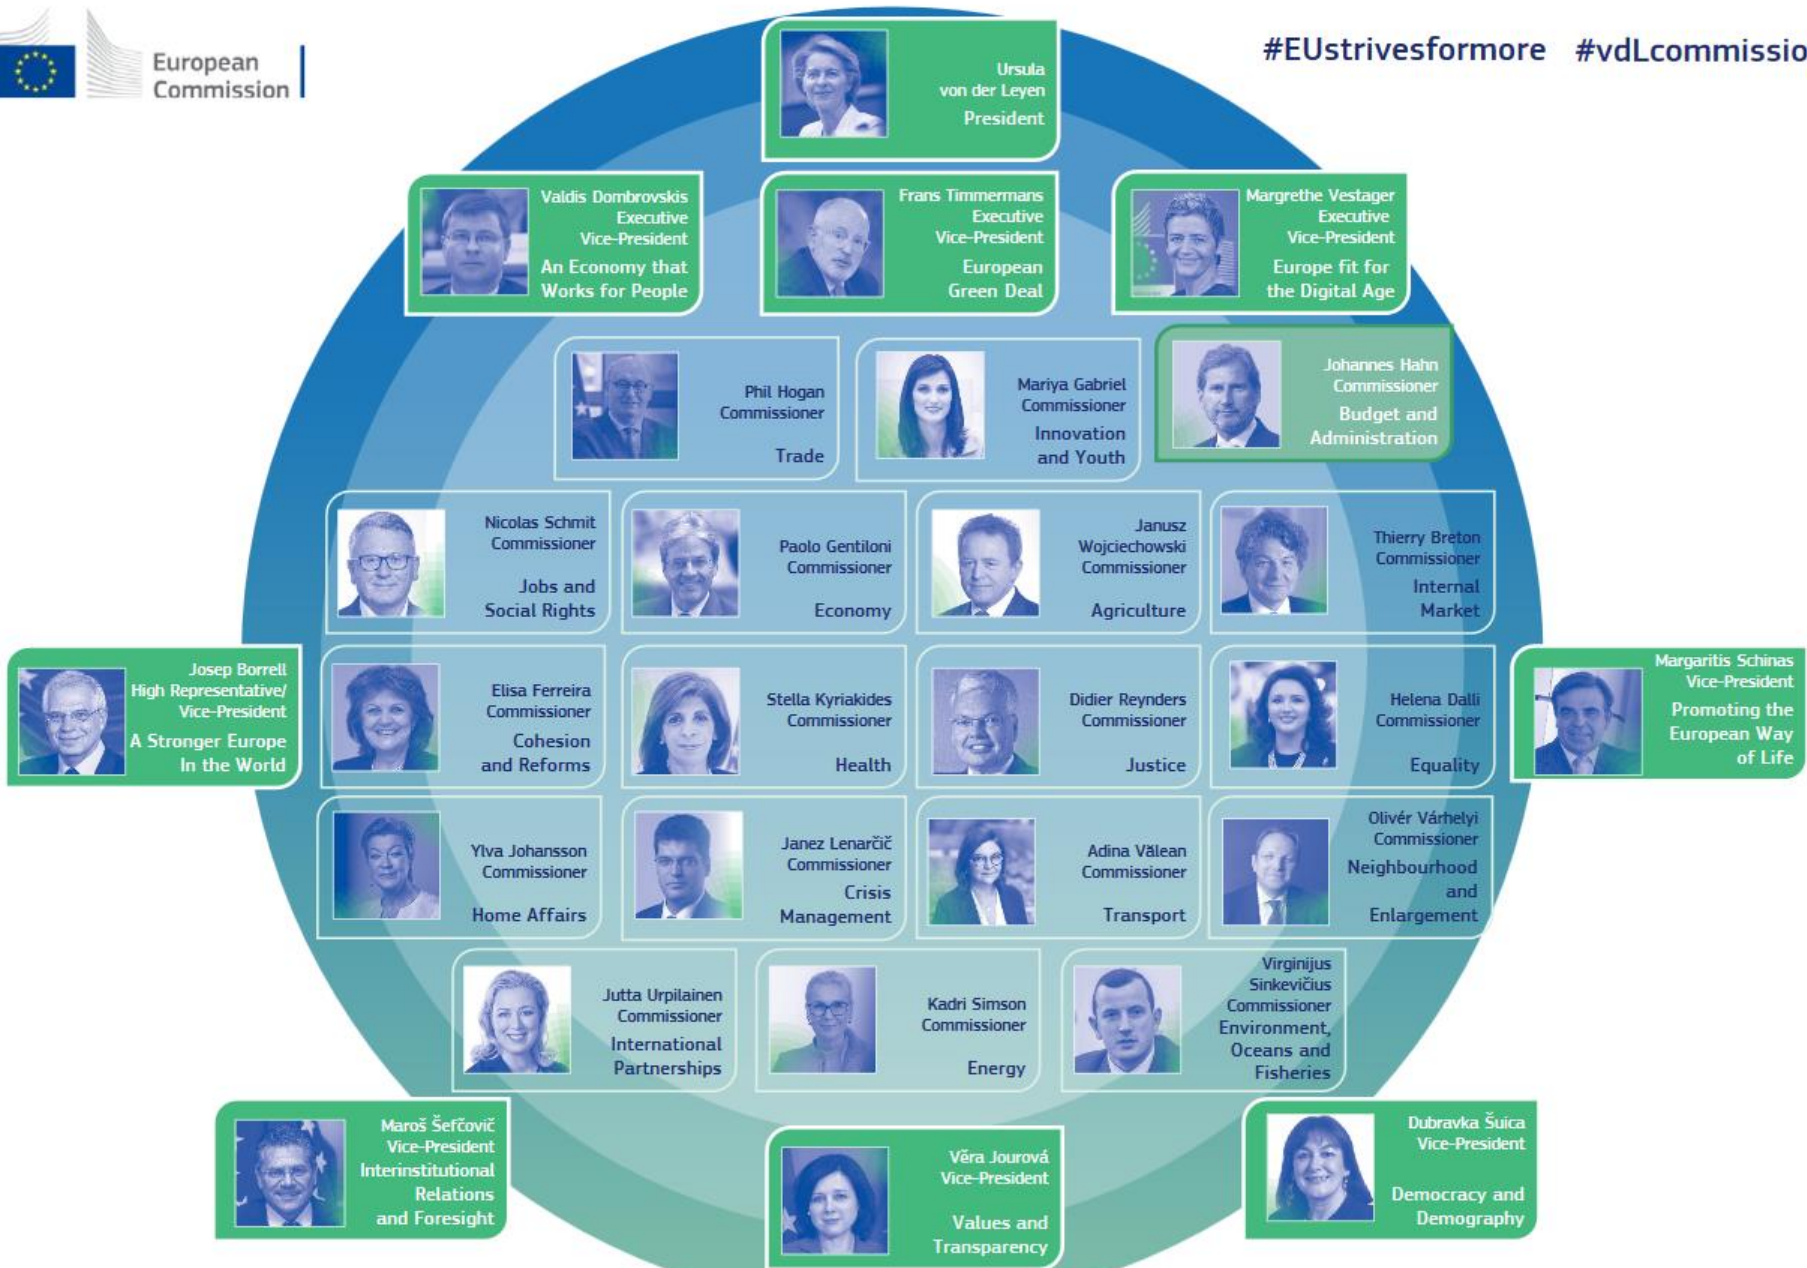 European
Commission
#EUstrivesformore #vdLcommissio
Ursula
von der Leyen
President
Valdis Dombrovskis
Executive
Vice-President
An Economy that
Works for People
Frans Timmermans
Executive
Vice-President
European
Green Deal
Margrethe Vestager
Executive
Vice-President
Europe fit for
the Digital Age
Phil Hogan
Commissioner
Trade
Mariya Gabriel
Commissioner
Innovation
and Youth
Johannes Hahn
Commissioner
Budget and
Administration
Nicolas Schmit
Commissioner
Jobs and
Social Rights
Paolo Gentiloni
Commissioner
Economy
Janusz
Wojciechowski
Commissioner
Agriculture
Thierry Breton
Commissioner
Internal
Market
Josep Borrell
High Representative/
Vice-President
A Stronger Europe
In the World
Elisa Ferreira
Commissioner
Cohesion
and Reforms
Stella Kyriakides
Commissioner
Health
Didier Reynders
Commissioner
Justice
Helena Dalli
Commissioner
Equality
Margaritis Schinas
Vice-President
Promoting the
European Way
of Life
Ylva Johansson
Commissioner
Home Affairs
Janez Lenarčič
Commissioner
Crisis
Management
Adina Vălean
Commissioner
Transport
Olivér Várhelyi
Commissioner
Neighbourhood
and
Enlargement
Jutta Urpilainen
Commissioner
International
Partnerships
Kadri Simson
Commissioner
Energy
Virginijus
Sinkevičius
Commissioner
Environment,
Oceans and
Fisheries
Maroš Šefčovič
Vice-President
Interinstitutional
Relations
and Foresight
Věra Jourová
Vice-President
Values and
Transparency
Dubravka Šuica
Vice-President
Democracy and
Demography